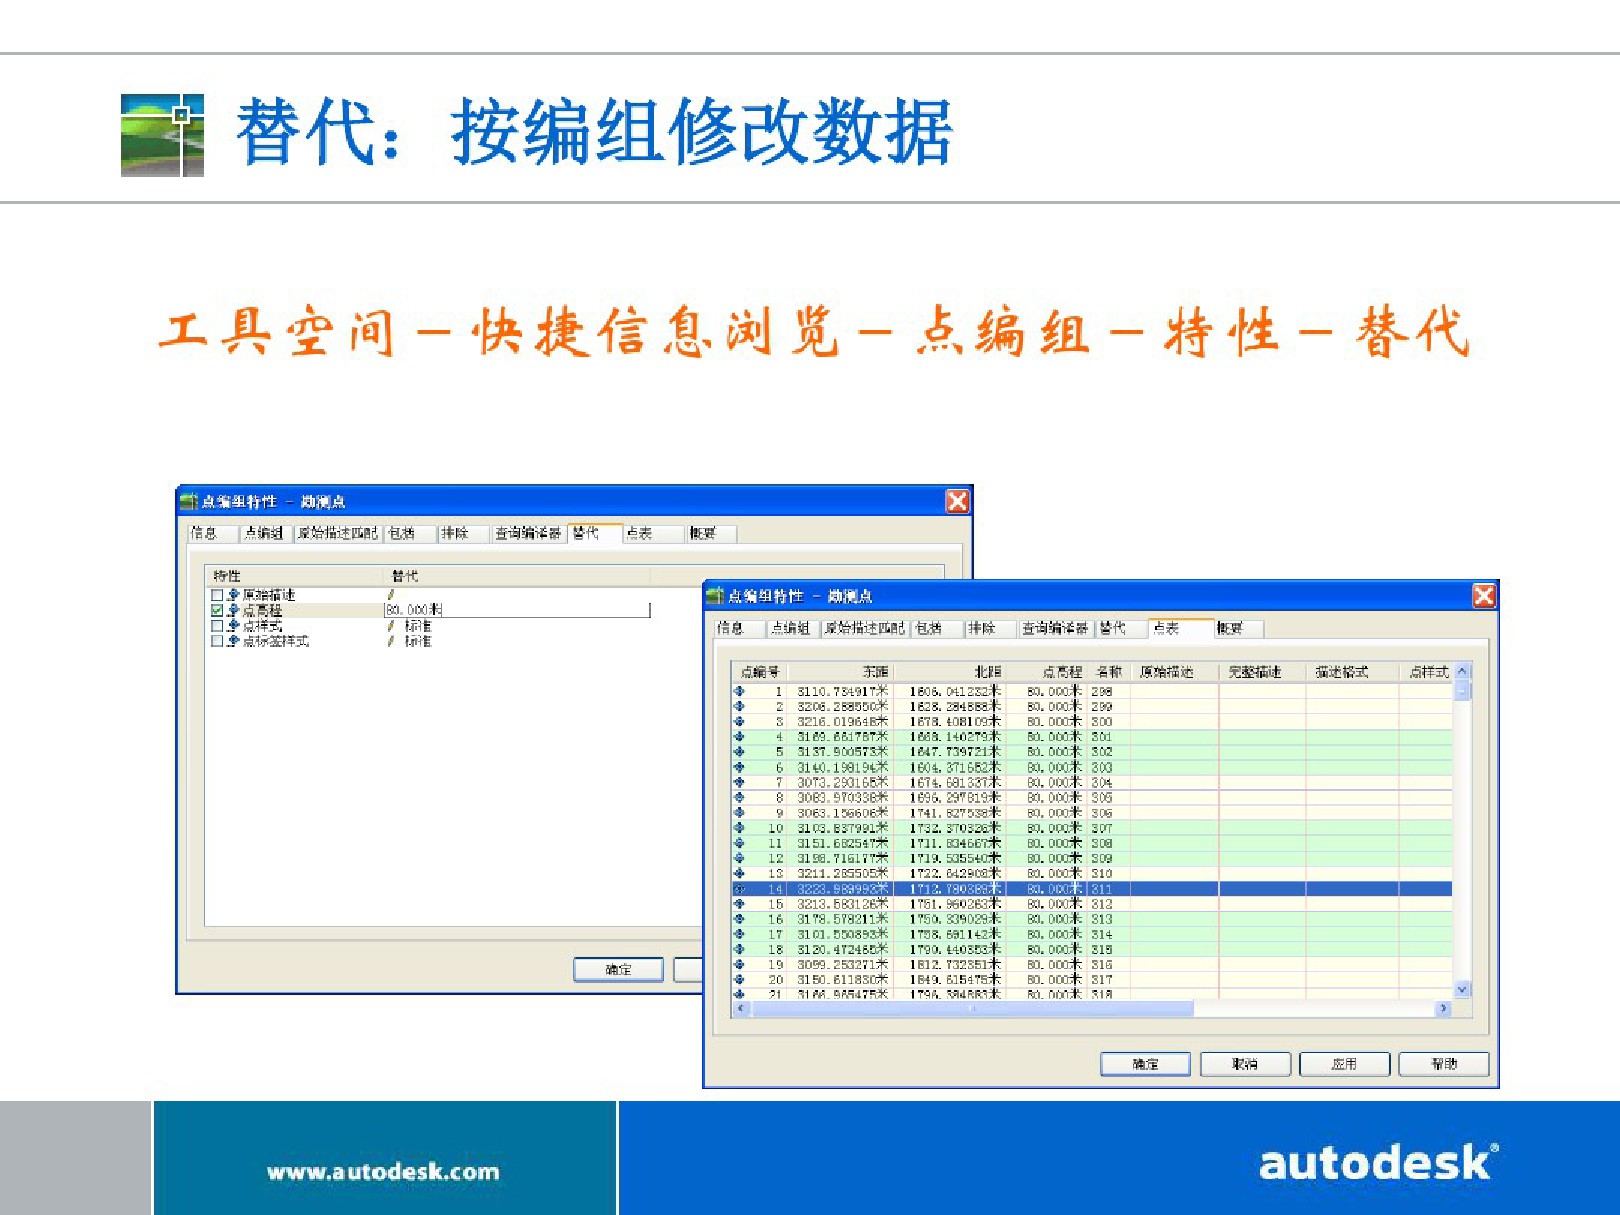 替代：按编组修改数据
工具空间－快捷信息浏览－点编组－特性－替代
点编组特性 - 勘测点
信息 点编组 原始描述匹配 包括 排除 查询编译器 替代 点表 概要
特性 替代
原始描述
点高程 80.000米
点样式 标准
点标签样式 标准
确定
点编组特性 - 勘测点
信息 点编组 原始描述匹配 包括 排除 查询编译器 替代 点表 概要
点编号 东距 北距 点高程 名称 原始描述 完整描述 描述格式 点样式
1 3110.734917米 1606.041232米 80.000米 298
2 3206.288550米 1628.284888米 80.000米 299
3 3216.019648米 1678.408109米 80.000米 300
4 3169.661787米 1668.140279米 80.000米 301
5 3137.900573米 1647.739721米 80.000米 302
6 3140.198194米 1604.371652米 80.000米 303
7 3073.293165米 1674.681337米 80.000米 304
8 3083.970338米 1696.297819米 80.000米 305
9 3063.156606米 1741.827538米 80.000米 306
10 3103.837991米 1732.370326米 80.000米 307
11 3151.682547米 1711.834667米 80.000米 308
12 3198.716177米 1719.535540米 80.000米 309
13 3211.285505米 1722.642908米 80.000米 310
14 3223.989993米 1712.780389米 80.000米 311
15 3213.583126米 1751.960263米 80.000米 312
16 3178.578211米 1750.339029米 80.000米 313
17 3101.550893米 1758.691142米 80.000米 314
18 3120.472465米 1790.440353米 80.000米 315
19 3099.253271米 1812.732351米 80.000米 316
20 3150.611830米 1849.615475米 80.000米 317
21 3166.965475米 1796.384883米 80.000米 318
确定 取消 应用 帮助
www.autodesk.com
autodesk®